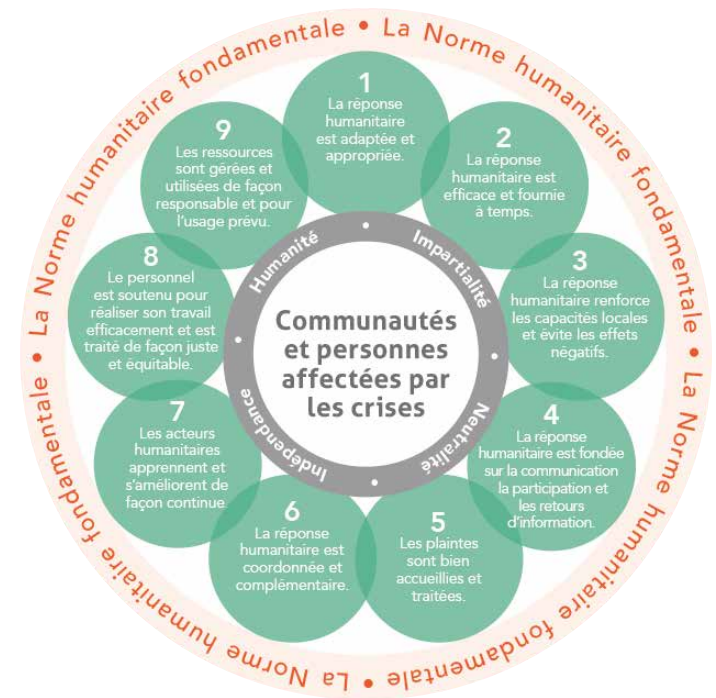 La Norme humanitaire fondamentale • La Norme humanitaire fondamentale • La Norme humanitaire fondamentale • La Norme humanitaire fondamentale • La Norme humanitaire fondamentale •
1
La réponse
humanitaire
est adaptée et
appropriée.
2
La réponse
humanitaire est
efficace et fournie
à temps.
3
La réponse
humanitaire renforce
les capacités locales
et évite les effets
négatifs.
4
La réponse
humanitaire est fondée
sur la communication
la participation et
les retours
d'information.
5
Les plaintes
sont bien
accueillies et
traitées.
6
La réponse
humanitaire est
coordonnée et
complémentaire.
7
Les acteurs
humanitaires
apprennent et
s'améliorent de
façon continue.
8
Le personnel
est soutenu pour
réaliser son travail
efficacement et est
traité de façon juste
et équitable.
9
Les ressources
sont gérées et
utilisées de façon
responsable et pour
l'usage prévu.
Humanité • Impartialité • Neutralité • Indépendance •
Communautés
et personnes
affectées par
les crises